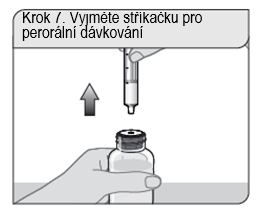 Krok 7. Vyjměte stříkačku pro
perorální dávkování